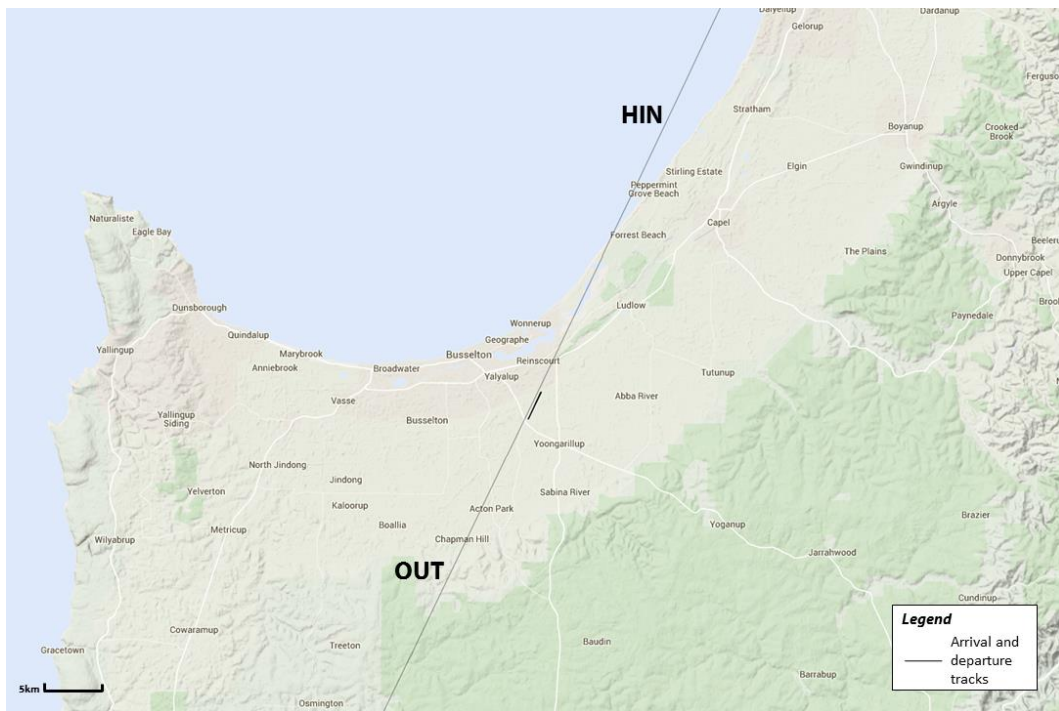 Dalyellup
Dardanup
Gelorup
HIN
Stratham
Boyanup
Crooked
Brook
Elgin
Gwindinup
Stirling Estate
Peppermint
Grove Beach
Argyle
Naturaliste
Eagle Bay
Capel
Forrest Beach
The Plains
Donnybrook
Upper Capel
Dunsborough
Ludlow
Paynedale
Wonnerup
Quindalup
Geographe
Yallingup
Marybrook
Busselton
Reinscourt
Anniebrook
Broadwater
Yalyalup
Tutunup
Vasse
Abba River
Yallingup
Siding
Busselton
Yoongarillup
North Jindong
Jindong
Yelverton
Sabina River
Kaloorup
Acton Park
Metricup
Boallia
Yoganup
Brazier
Wilyabrup
Chapman Hill
Jarrahwood
OUT
Cundinup
Cowaramup
Legend
Arrival and
departure
tracks
Treeton
Baudin
Gracetown
Barrabup
5km
Osmington